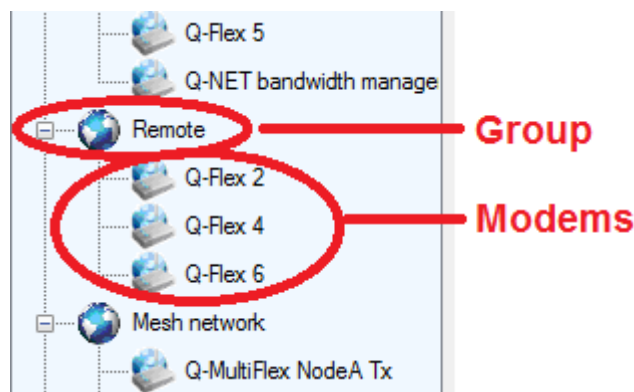 Q-Flex 5
Q-NET bandwidth manage
Remote
Group
Q-Flex 2
Q-Flex 4
Modems
Q-Flex 6
Mesh network
Q-MultiFlex NodeA Tx